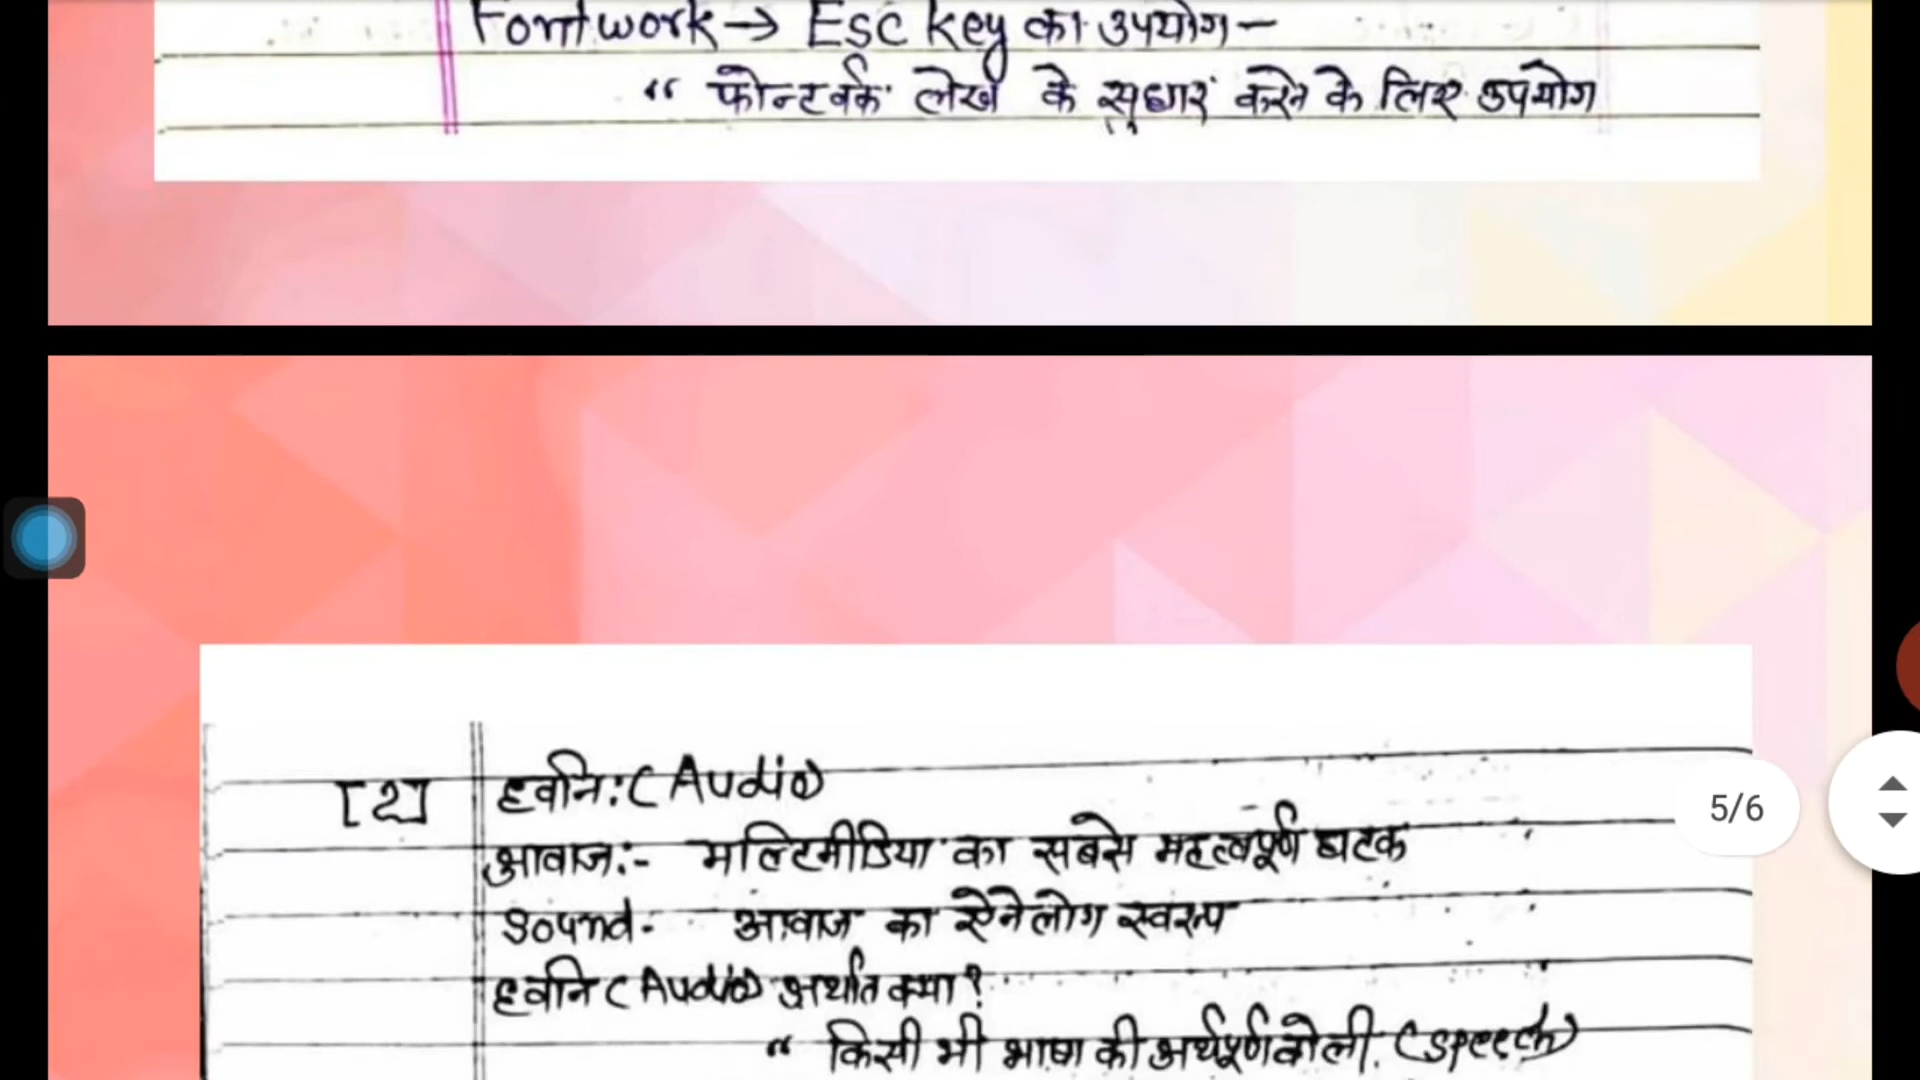 Fontwork → Esc key का उपयोग –
" फोन्टवर्क लेख के सुधार करने के लिए उपयोग
[2] ध्वनि: (Audio)
आवाज:- मल्टिमीडिया का सबसे महत्वपूर्ण घटक
Sound - आवाज का ऐनेलोग स्वरूप
5/6
ध्वनि (Audio) अर्थात क्या?
" किसी भी भाषा की अर्थपूर्ण बोली. (speech)